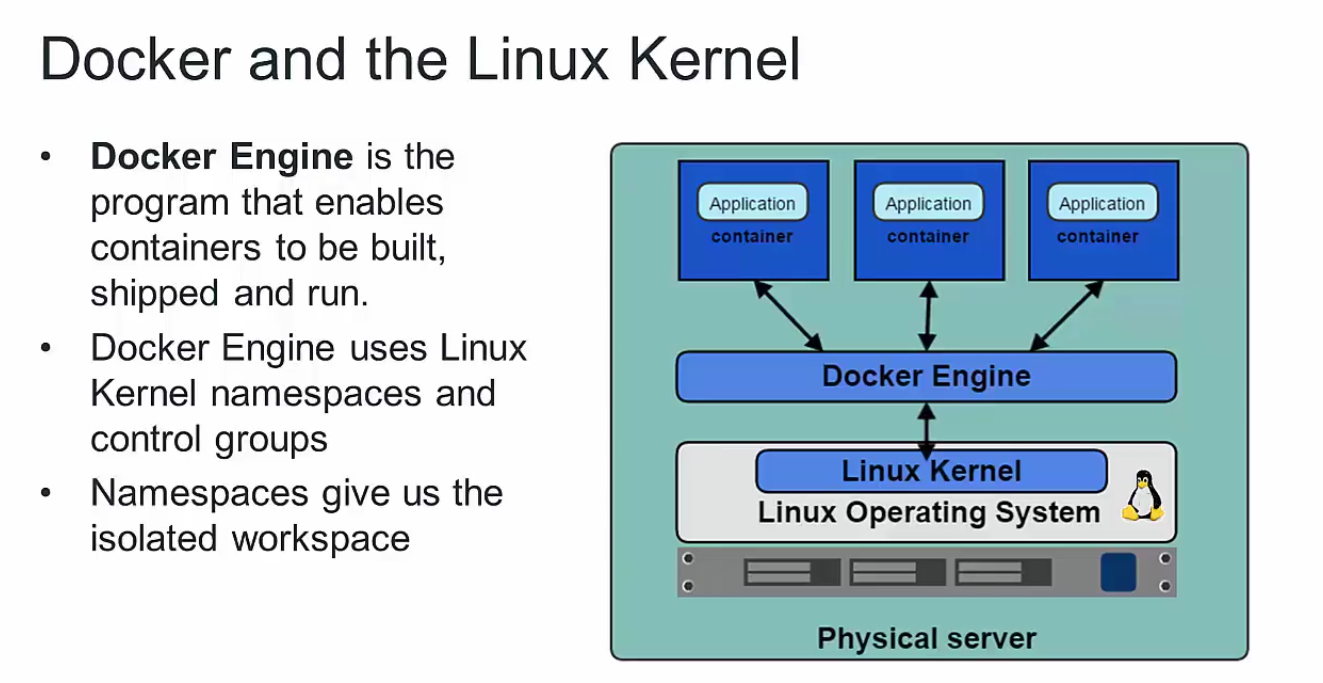 Docker and the Linux Kernel
• Docker Engine is the
program that enables
containers to be built,
shipped and run.
• Docker Engine uses Linux
Kernel namespaces and
control groups
• Namespaces give us the
isolated workspace
Application
container
Application
container
Application
container
Docker Engine
Linux Kernel
Linux Operating System
Physical server